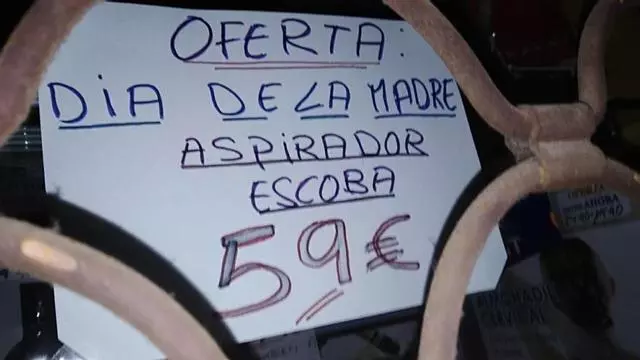 OFERTA:
DIA DE LA MADRE
ASPIRADOR
ESCOBA
59€